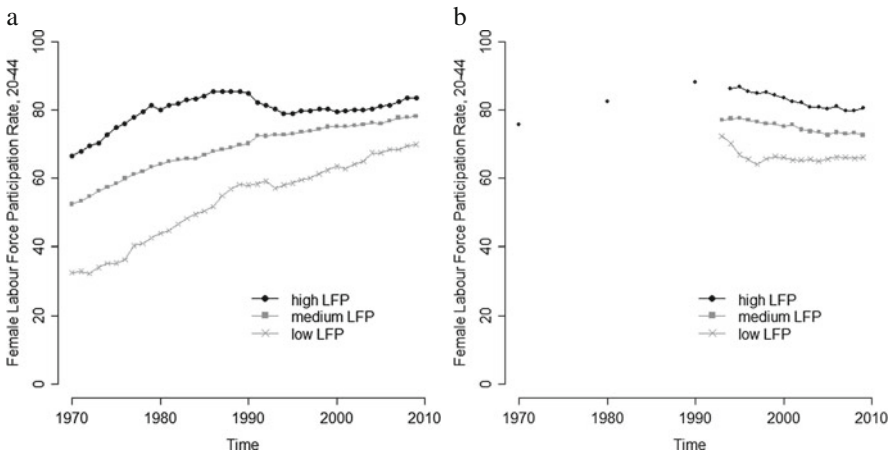 a
Female Labour Force Participation Rate, 20-44
100
80
60
40
20
0
high LFP
medium LFP
low LFP
1970 1980 1990 2000 2010
Time
b
Female Labour Force Participation Rate, 20-44
100
80
60
40
20
0
high LFP
medium LFP
low LFP
1970 1980 1990 2000 2010
Time